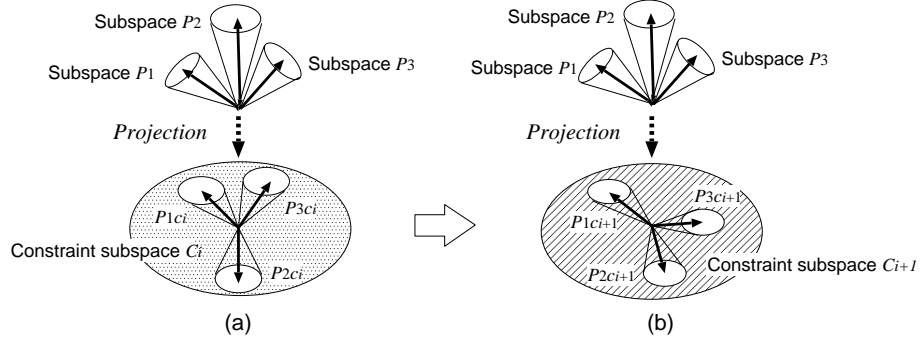 Subspace P2
Subspace P1
Subspace P3
Projection
P1ci
P3ci
Constraint subspace Ci
P2ci
(a)
Subspace P2
Subspace P1
Subspace P3
Projection
P1ci+1
P3ci+1
P2ci+1
Constraint subspace Ci+1
(b)